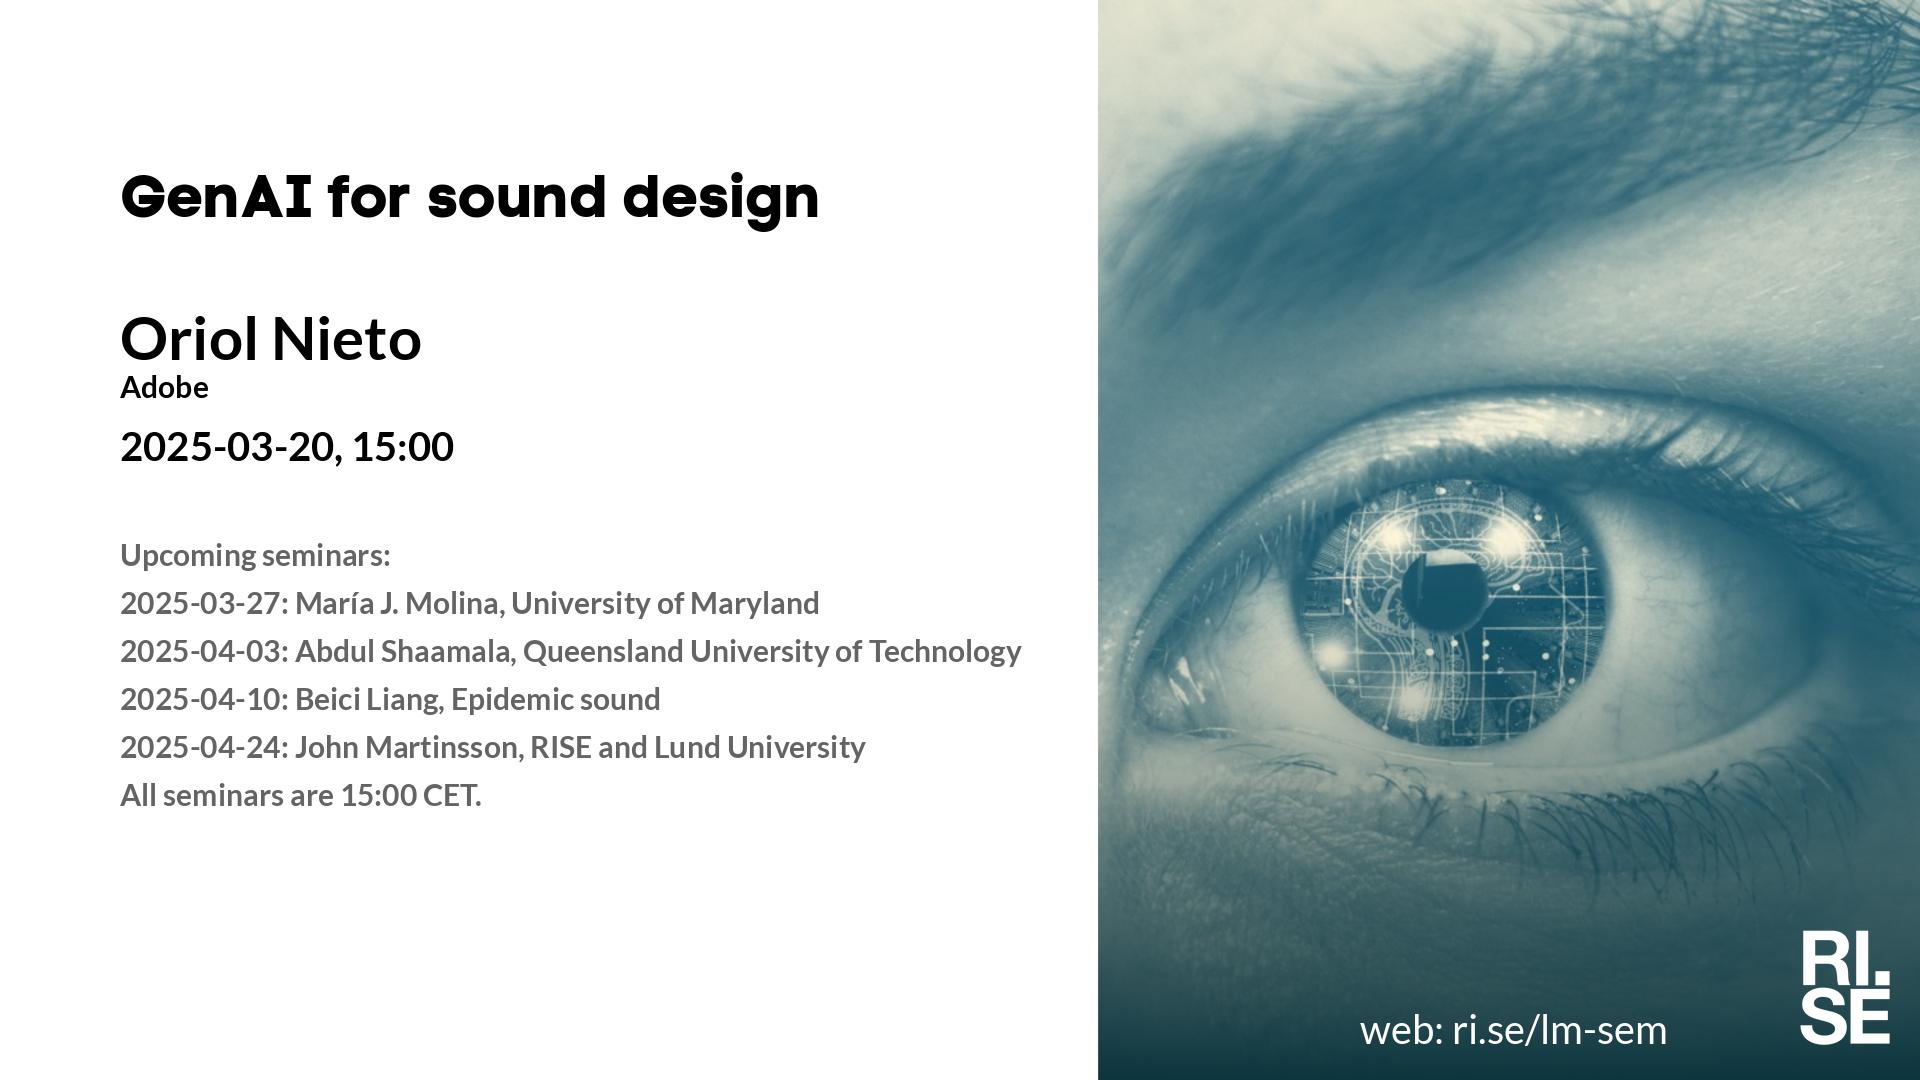 GenAI for sound design
Oriol Nieto
Adobe
2025-03-20, 15:00
Upcoming seminars:
2025-03-27: María J. Molina, University of Maryland
2025-04-03: Abdul Shaamala, Queensland University of Technology
2025-04-10: Beici Liang, Epidemic sound
2025-04-24: John Martinsson, RISE and Lund University
All seminars are 15:00 CET.
web: ri.se/lm-sem
RI.
SE